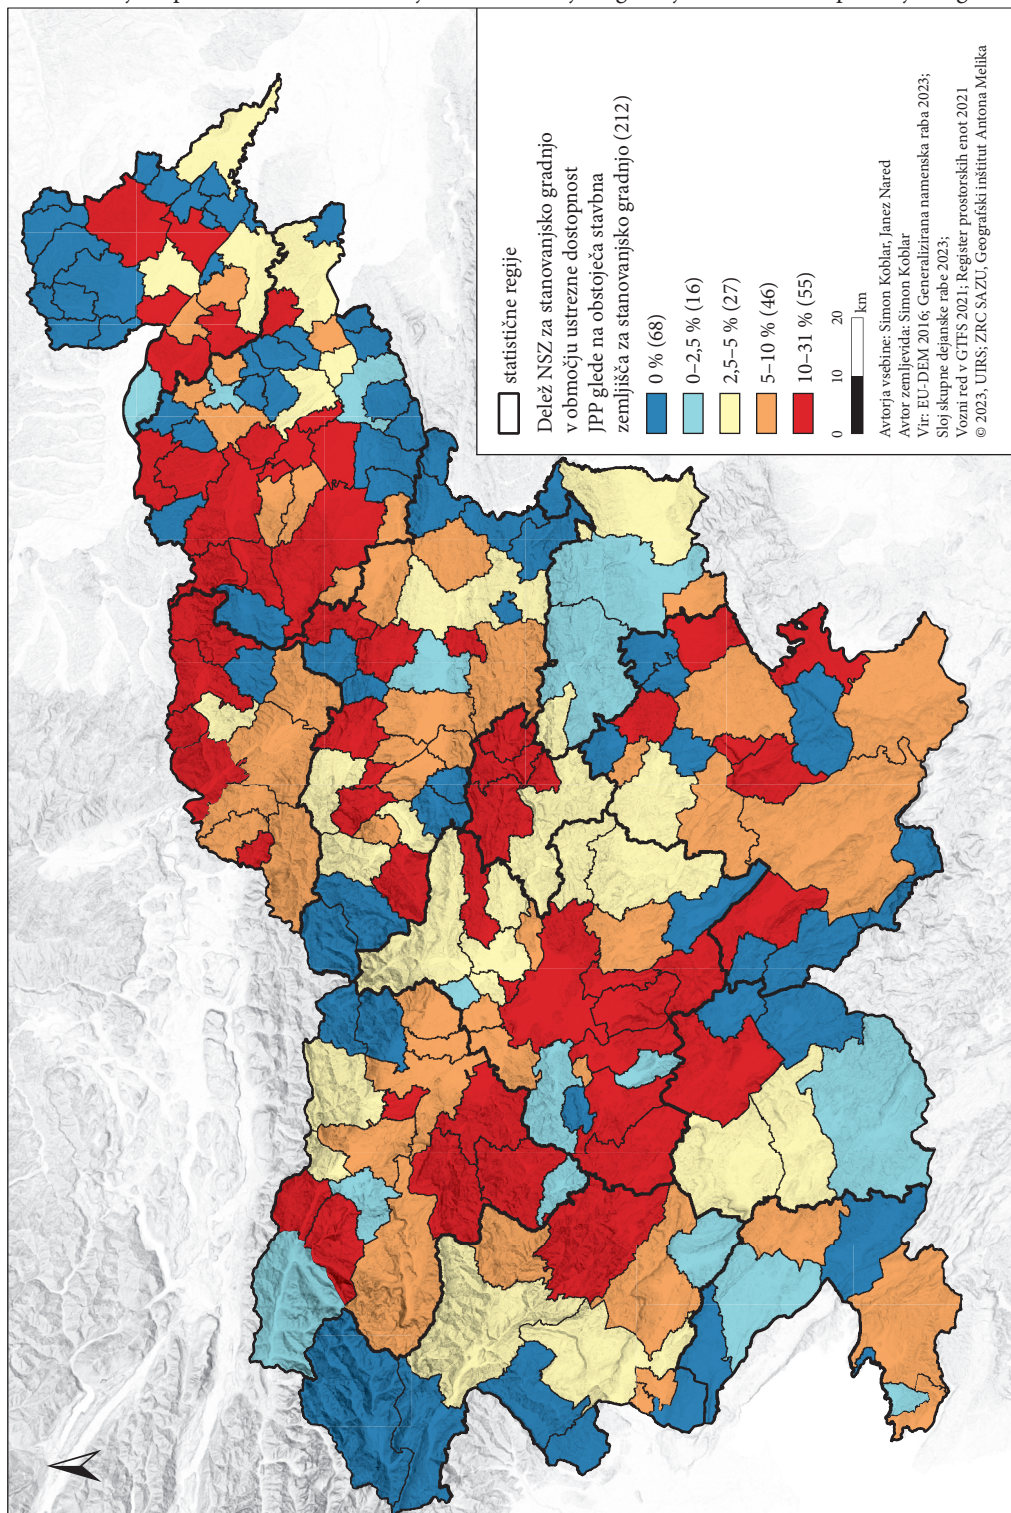 statistične regije
Delež NSZ za stanovanjsko gradnjo
v območju ustrezne dostopnost
JPP glede na obstoječa stavbna
zemljišča za stanovanjsko gradnjo (212)
0 % (68)
0–2,5 % (16)
2,5–5 % (27)
5–10 % (46)
10–31 % (55)
0 10 20
km
Avtorja vsebine: Simon Koblar, Janez Nared
Avtor zemljevida: Simon Koblar
Vir: EU-DEM 2016; Generalizirana namenska raba 2023;
Sloj skupne dejanske rabe 2023;
Vozni red v GTFS 2021; Register prostorskih enot 2021
© 2023, UIRS; ZRC SAZU, Geografski inštitut Antona Melika